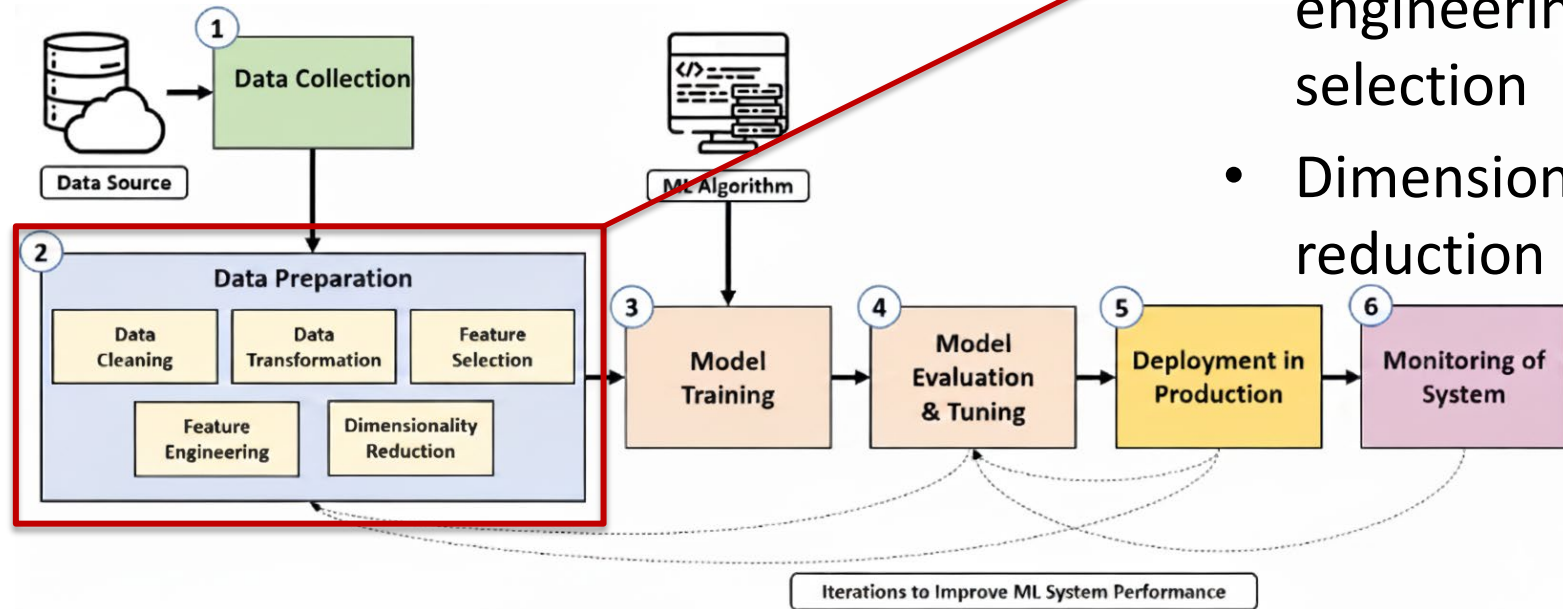 1
Data Collection
Data Source
ML Algorithm
selection
• Dimension
reduction
2
Data Preparation
Data
Cleaning
Data
Transformation
Feature
Selection
Feature
Engineering
Dimensionality
Reduction
3
Model
Training
4
Model
Evaluation
& Tuning
5
Deployment in
Production
6
Monitoring of
System
Iterations to Improve ML System Performance